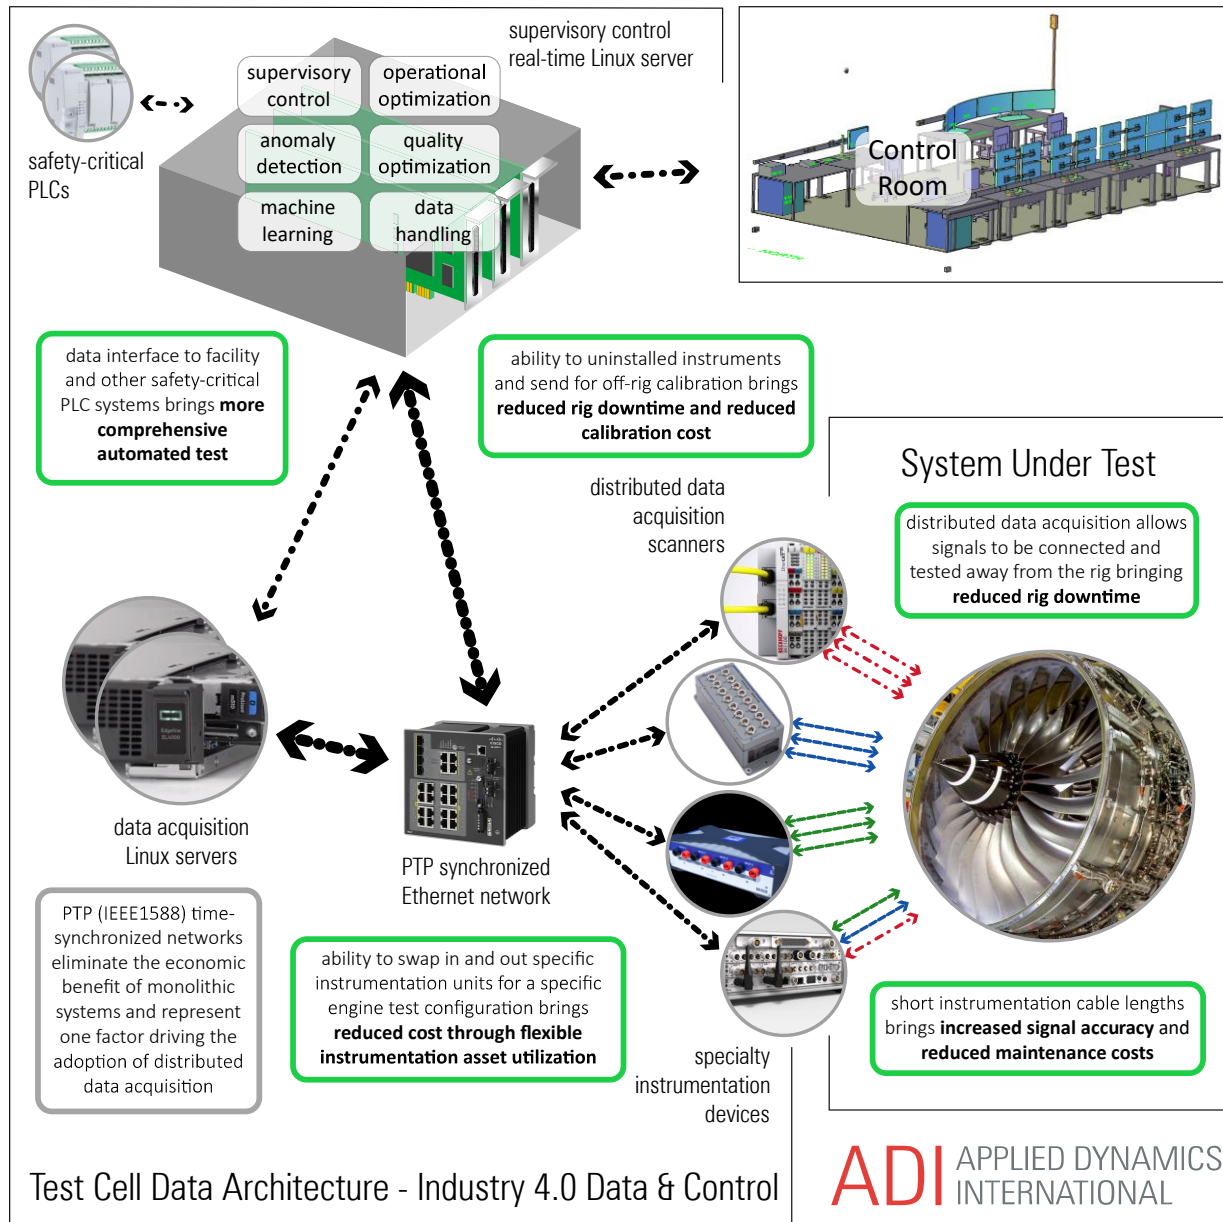 supervisory control
real-time Linux server
supervisory
control
operational
optimization
anomaly
detection
quality
optimization
machine
learning
data
handling
safety-critical
PLCs
Control
Room
data interface to facility
and other safety-critical
PLC systems brings more
comprehensive
automated test
ability to uninstalled instruments
and send for off-rig calibration brings
reduced rig downtime and reduced
calibration cost
System Under Test
distributed data
acquisition
scanners
distributed data acquisition allows
signals to be connected and
tested away from the rig bringing
reduced rig downtime
data acquisition
Linux servers
PTP synchronized
Ethernet network
PTP (IEEE1588) time-
synchronized networks
eliminate the economic
benefit of monolithic
systems and represent
one factor driving the
adoption of distributed
data acquisition
ability to swap in and out specific
instrumentation units for a specific
engine test configuration brings
reduced cost through flexible
instrumentation asset utilization
specialty
instrumentation
devices
short instrumentation cable lengths
brings increased signal accuracy and
reduced maintenance costs
Test Cell Data Architecture - Industry 4.0 Data & Control
ADI APPLIED DYNAMICS
INTERNATIONAL